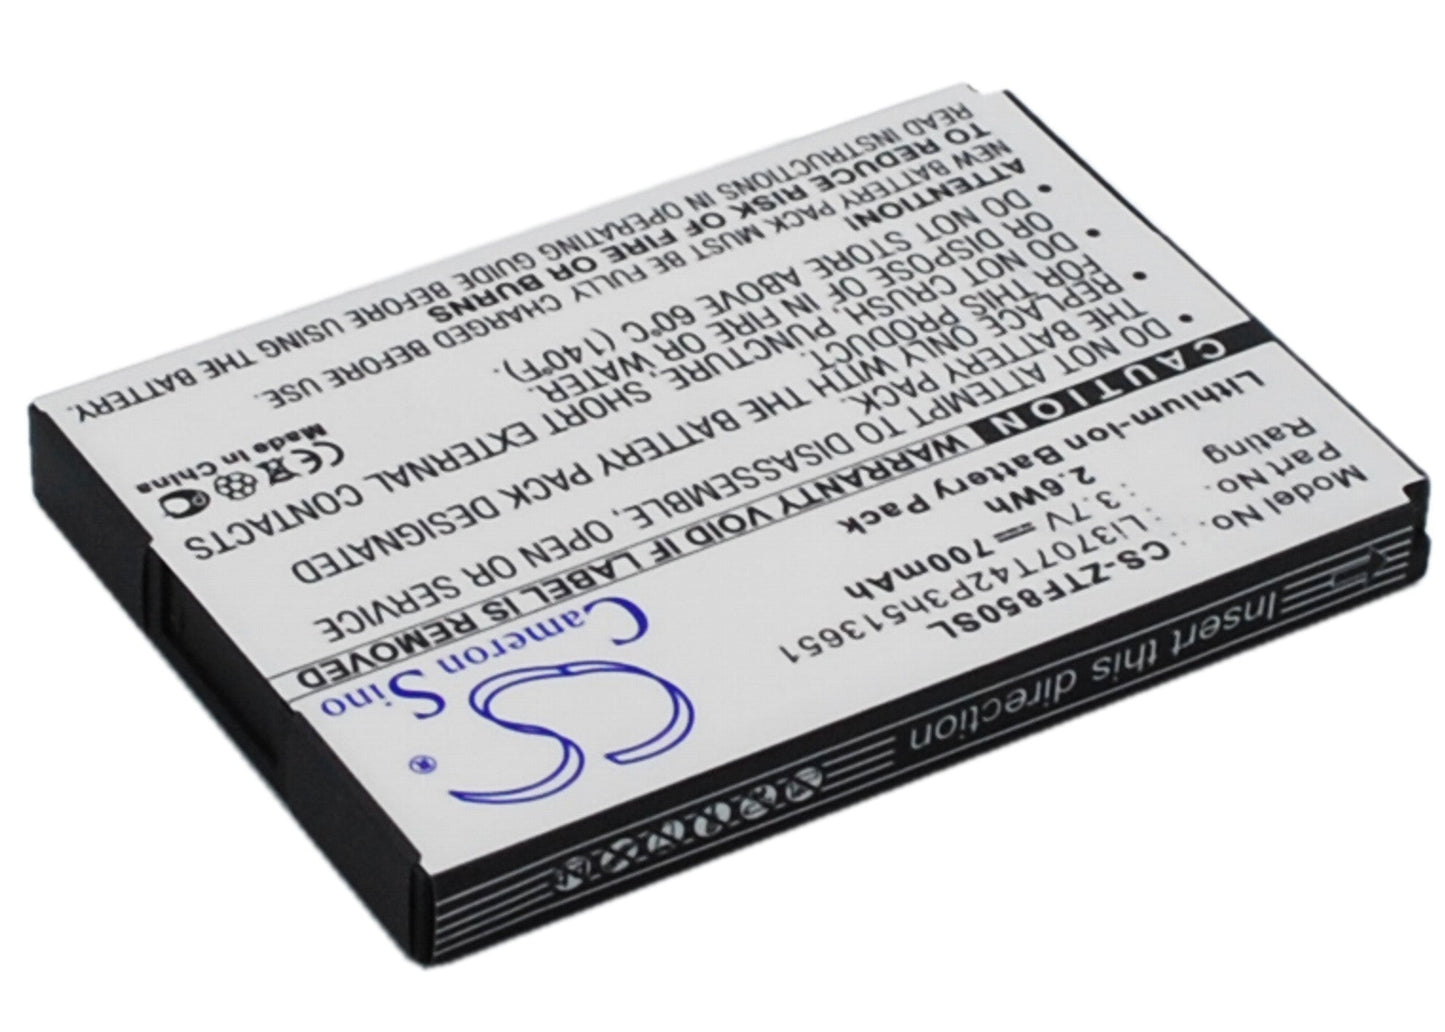 CS
Cameron Sino
®
Model No. : CS-ZTF850SL
Part No. : Li3707T42P3h513651
Rating : 3.7V ⎓ 700mAh
2.6Wh
Lithium-ion Battery Pack
CAUTION WARRANTY VOID IF LABEL IS REMOVED
• DO NOT ATTEMPT TO DISASSEMBLE, OPEN OR SERVICE
THE BATTERY PACK.
• REPLACE ONLY WITH THE BATTERY PACK DESIGNATED
FOR THIS PRODUCT.
• DO NOT CRUSH, PUNCTURE, SHORT EXTERNAL CONTACTS
OR DISPOSE OF IN FIRE OR WATER.
• DO NOT STORE ABOVE 60°C (140°F).
ATTENTION!
NEW BATTERY PACK MUST BE FULLY CHARGED BEFORE USE.
TO REDUCE RISK OF FIRE OR BURNS
READ INSTRUCTIONS IN OPERATING GUIDE BEFORE USING THE BATTERY.
CE
Made in China
Insert this direction